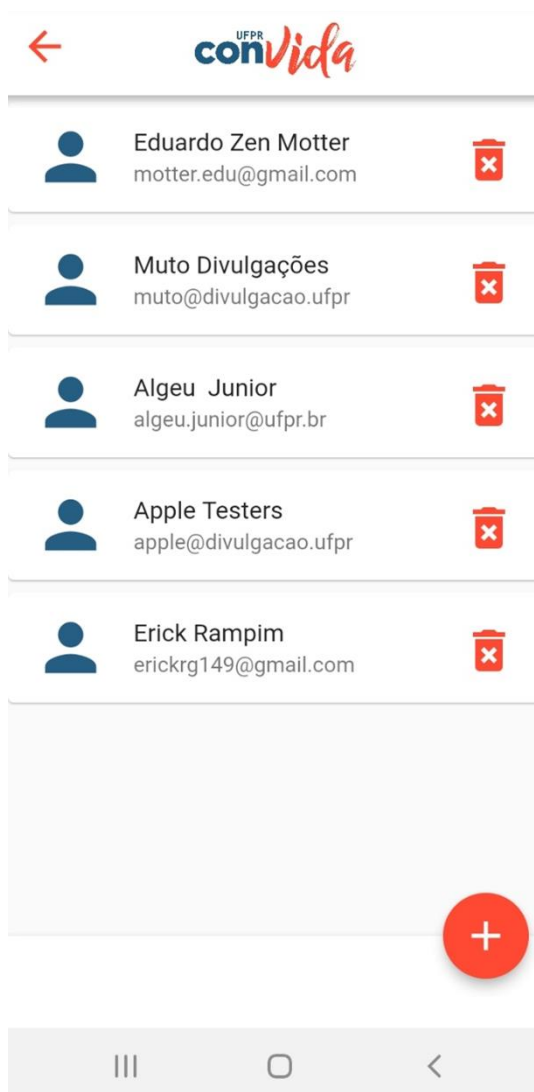 UFPR
conVida
Eduardo Zen Motter
motter.edu@gmail.com
Muto Divulgações
muto@divulgacao.ufpr
Algeu  Junior
algeu.junior@ufpr.br
Apple Testers
apple@divulgacao.ufpr
Erick Rampim
erickrg149@gmail.com